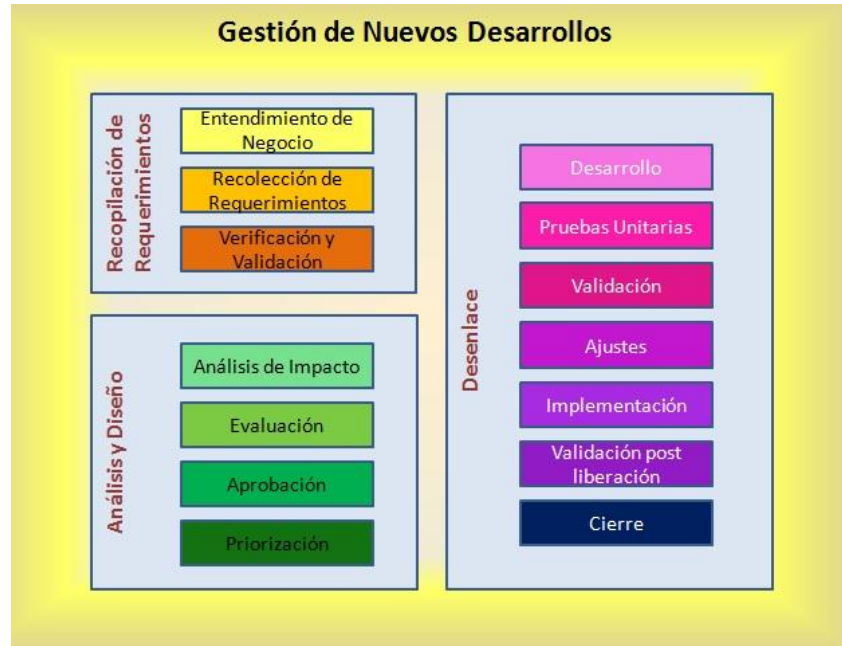 Gestión de Nuevos Desarrollos
Recopilación de
Requerimientos
Entendimiento de
Negocio
Recolección de
Requerimientos
Verificación y
Validación
Análisis y Diseño
Análisis de Impacto
Evaluación
Aprobación
Priorización
Desenlace
Desarrollo
Pruebas Unitarias
Validación
Ajustes
Implementación
Validación post
liberación
Cierre